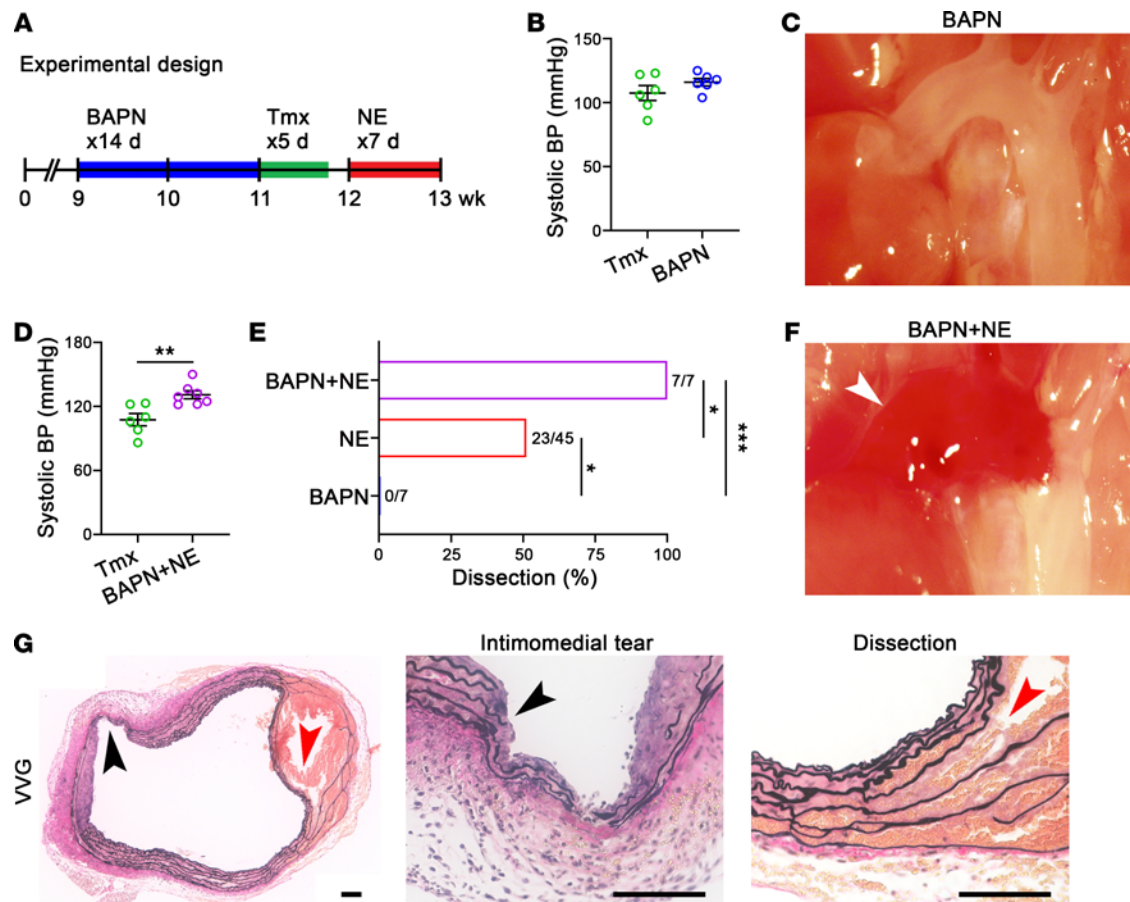 A
Experimental design
BAPN
x14 d
Tmx
x5 d
NE
x7 d
0
9
10
11
12
13 wk
B
Systolic BP (mmHg)
150
100
50
0
Tmx
BAPN
C
BAPN
D
Systolic BP (mmHg)
180
120
60
0
**
Tmx
BAPN+NE
E
BAPN+NE
7/7
NE
23/45
BAPN
0/7
*
*
***
0
25
50
75
100
Dissection (%)
F
BAPN+NE
G
VVG
Intimomedial tear
Dissection